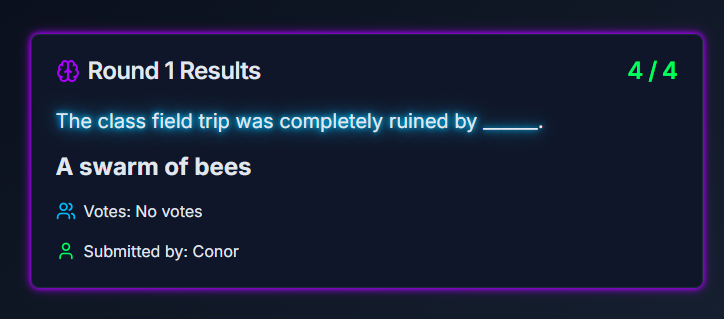 Round 1 Results
4 / 4
The class field trip was completely ruined by ______.
A swarm of bees
Votes: No votes
Submitted by: Conor